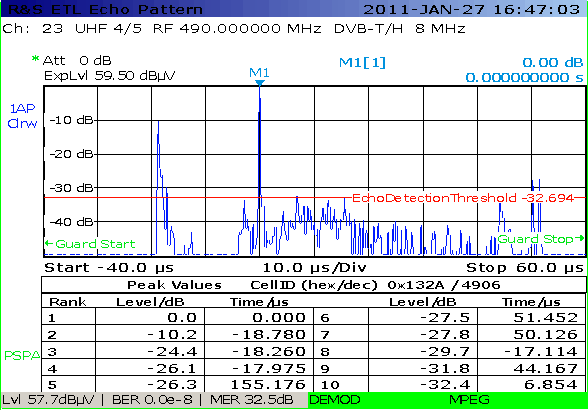 R&S ETL Echo Pattern 2011-JAN-27 16:47:03
Ch: 23 UHF 4/5 RF 490.000000 MHz DVB-T/H 8 MHz
* Att 0 dB M1[1] 0.00 dB
ExpLvl 59.50 dBµV 0.000000000 s
M1
1AP
Clrw
-10 dB
-20 dB
-30 dB
EchoDetectionThreshold -32.694
-40 dB
Guard Start Guard Stop
Start -40.0 µs 10.0 µs/Div Stop 60.0 µs
Peak Values CellID (hex/dec) 0x132A / 4906
Rank Level/dB Time/µs Level/dB Time/µs
1 0.0 0.000 6 -27.5 51.452
2 -10.2 -18.780 7 -27.8 50.126
3 -24.4 -18.260 8 -29.7 -17.114
PSPA
4 -26.1 -17.975 9 -31.8 44.167
5 -26.3 155.176 10 -32.4 6.854
Lvl 57.7dBµV | BER 0.0e-8 | MER 32.5dB DEMOD MPEG